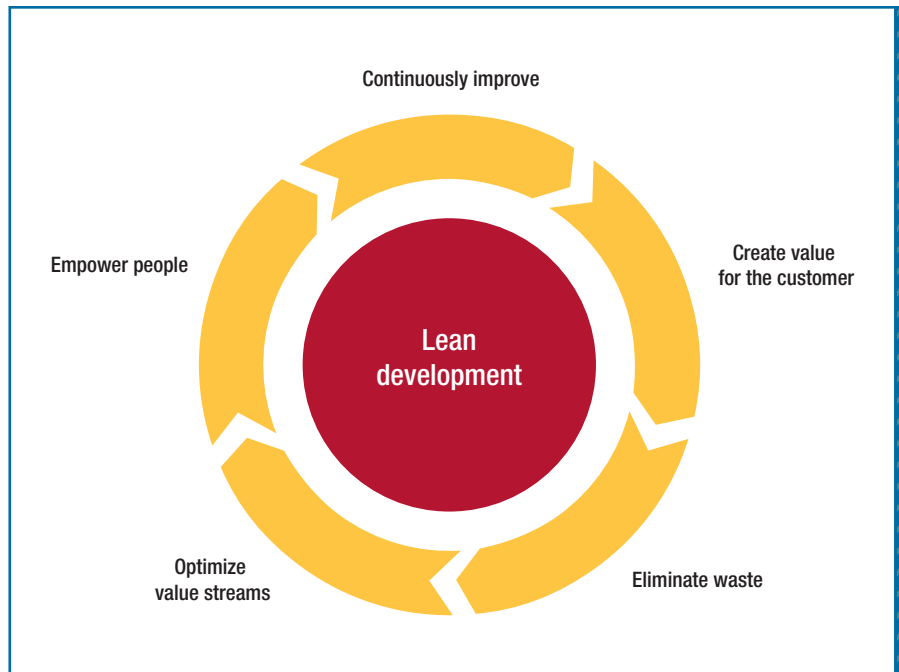 Continuously improve
Empower people
Create value
for the customer
Lean
development
Optimize
value streams
Eliminate waste